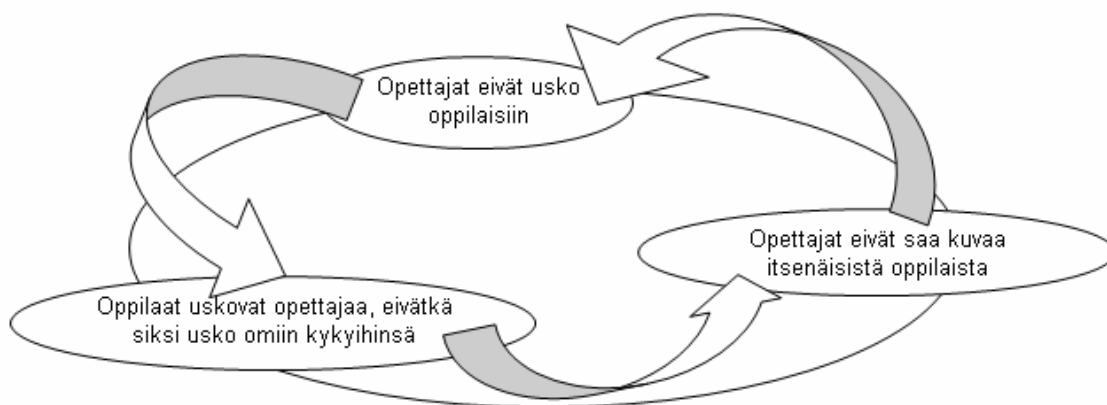 Opettajat eivät usko
oppilaisiin
Opettajat eivät saa kuvaa
itsenäisistä oppilaista
Oppilaat uskovat opettajaa, eivätkä
siksi usko omiin kykyihinsä